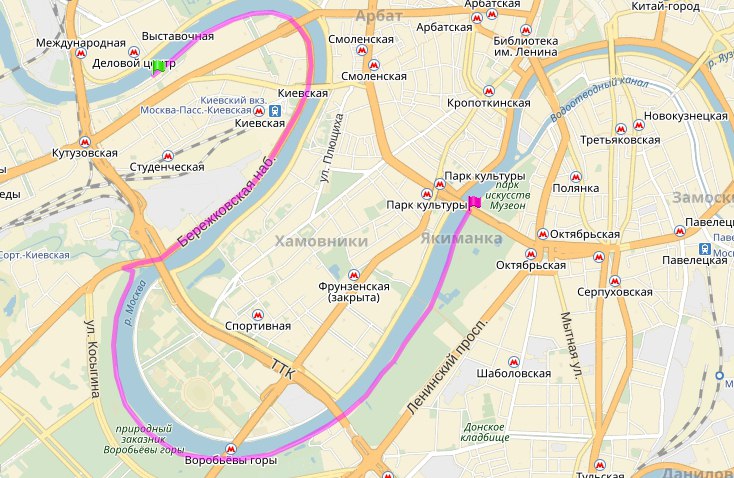 Арбат
Арбатская
Китай-город
Выставочная
Международная
Арбатская
Смоленская
Библиотека
им. Ленина
Деловой центр
Смоленская
р. Яу
Водоотводный канал
Киевская
Кропоткинская
Киевский вкз.
Москва-Пасс.-Киевская
Киевская
Новокузнецкая
Третьяковская
ул. Плющиха
Кутузовская
Студенческая
Парк культуры
Полянка
парк
искусств
Музеон
Замоск
Парк культуры
Бережковская наб.
Хамовники
Якиманка
Октябрьская
Павелец
Павелецкая
Октябрьская
Сорт.-Киевская
Фрунзенская
(закрыта)
Серпуховская
р. Москва
Спортивная
ул. Косыгина
Мытная ул.
Ленинский просп.
ТТК
Шаболовская
природный
заказник
Воробьёвы горы
Донское
кладбище
Воробьёвы горы
Тульская
Данилово